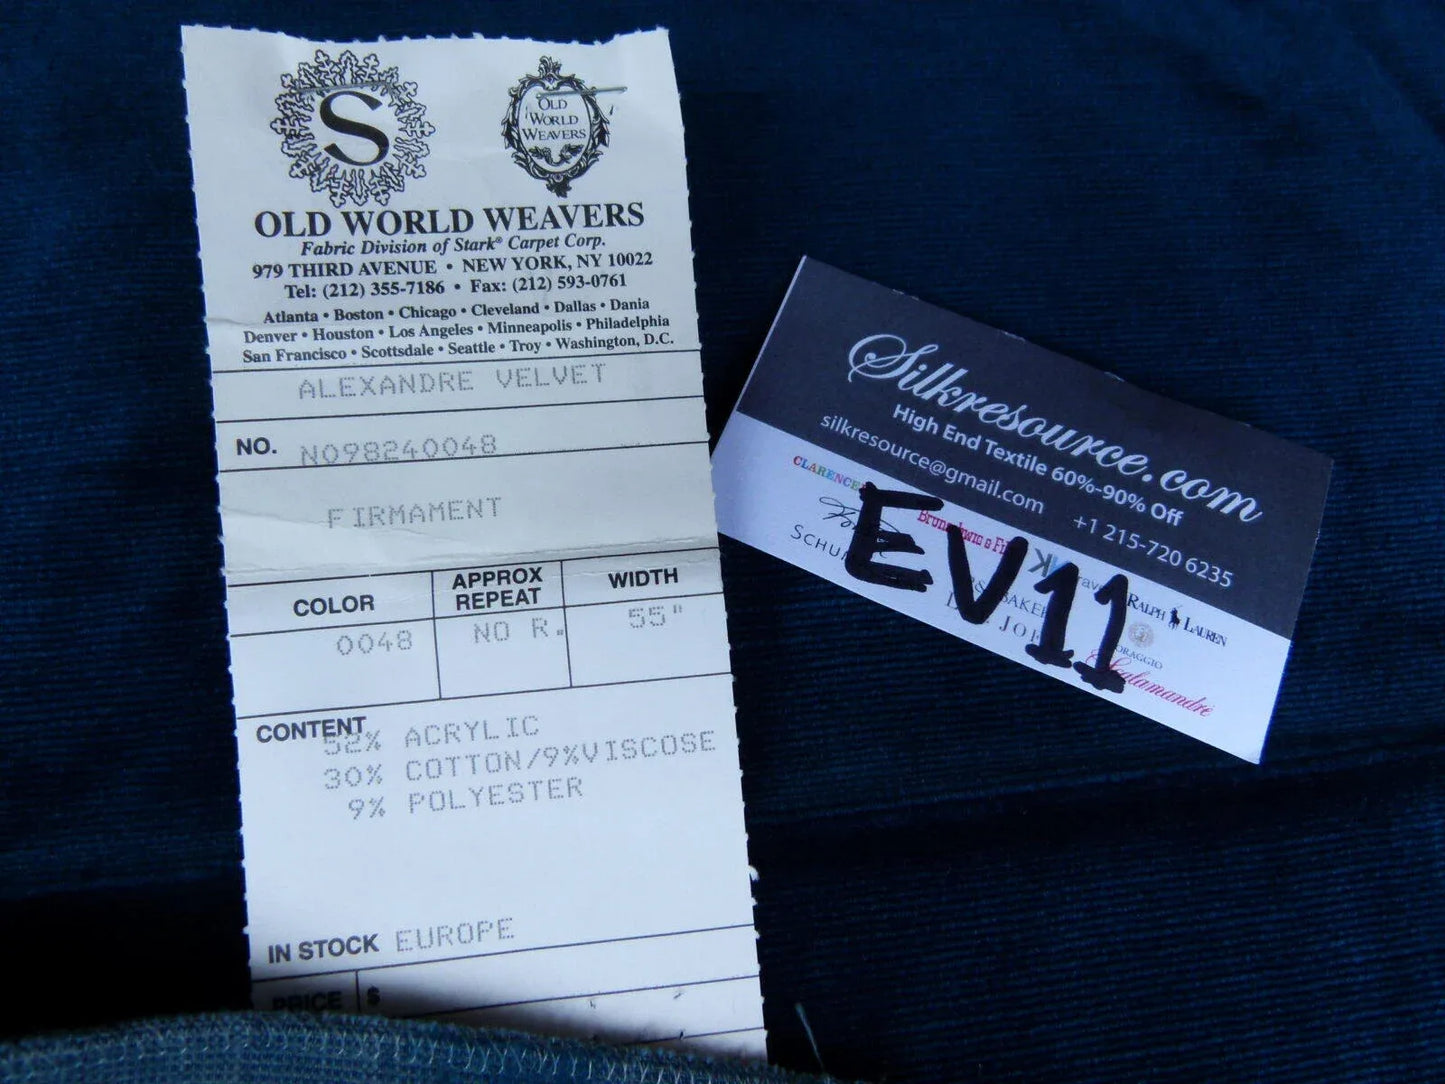 S
OLD
WORLD
WEAVERS
OLD WORLD WEAVERS
Fabric Division of Stark® Carpet Corp.
979 THIRD AVENUE • NEW YORK, NY 10022
Tel: (212) 355-7186 • Fax: (212) 593-0761
Atlanta • Boston • Chicago • Cleveland • Dallas • Dania
Denver • Houston • Los Angeles • Minneapolis • Philadelphia
San Francisco • Scottsdale • Seattle • Troy • Washington, D.C.
ALEXANDRE VELVET
NO. NO98240048
FIRMAMENT
COLOR APPROX REPEAT WIDTH
0048 NO R. 55"
CONTENT
52% ACRYLIC
30% COTTON/9%VISCOSE
9% POLYESTER
IN STOCK EUROPE
PRICE $
Silkresource.com
High End Textile 60%-90% Off
silkresource@gmail.com +1 215-720 6235
CLARENCE
EV11
RALPH LAUREN
Scalamandré